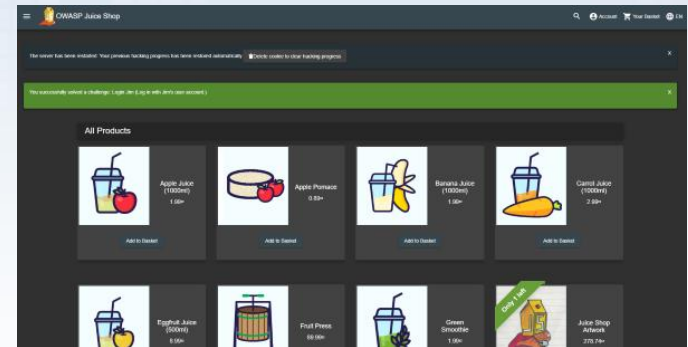 OWASP Juice Shop
Account
Your Basket
EN
The server has been restarted. Your previous hacking progress has been restored automatically.
Delete cookie to clear hacking progress
X
You successfully solved a challenge: Login Jim (Log in with Jim's user account.)
X
All Products
Apple Juice
(1000ml)
1.99¤
Add to Basket
Apple Pomace
0.89¤
Add to Basket
Banana Juice
(1000ml)
1.99¤
Add to Basket
Carrot Juice
(1000ml)
2.99¤
Add to Basket
Eggfruit Juice
(500ml)
8.99¤
Fruit Press
89.99¤
Green
Smoothie
1.99¤
Only 1 left
Juice Shop
Artwork
278.74¤